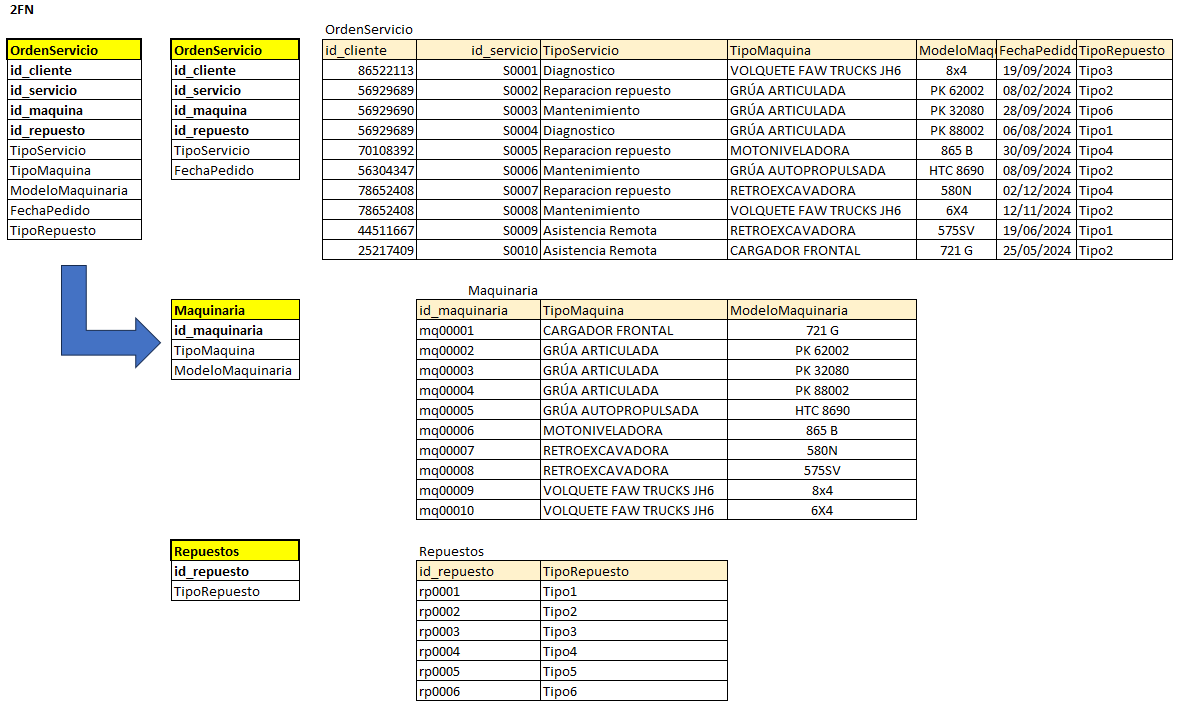 2FN
OrdenServicio
id_cliente
id_servicio
id_maquina
id_repuesto
TipoServicio
TipoMaquina
ModeloMaquinaria
FechaPedido
TipoRepuesto
OrdenServicio
id_cliente
id_servicio
id_maquina
id_repuesto
TipoServicio
FechaPedido
OrdenServicio
id_cliente id_servicio TipoServicio TipoMaquina ModeloMaqu FechaPedido TipoRepuesto
86522113 S0001 Diagnostico VOLQUETE FAW TRUCKS JH6 8x4 19/09/2024 Tipo3
56929689 S0002 Reparacion repuesto GRÚA ARTICULADA PK 62002 08/02/2024 Tipo2
56929690 S0003 Mantenimiento GRÚA ARTICULADA PK 32080 28/09/2024 Tipo6
56929689 S0004 Diagnostico GRÚA ARTICULADA PK 88002 06/08/2024 Tipo1
70108392 S0005 Reparacion repuesto MOTONIVELADORA 865 B 30/09/2024 Tipo4
56304347 S0006 Mantenimiento GRÚA AUTOPROPULSADA HTC 8690 08/09/2024 Tipo2
78652408 S0007 Reparacion repuesto RETROEXCAVADORA 580N 02/12/2024 Tipo4
78652408 S0008 Mantenimiento VOLQUETE FAW TRUCKS JH6 6X4 12/11/2024 Tipo2
44511667 S0009 Asistencia Remota RETROEXCAVADORA 575SV 19/06/2024 Tipo1
25217409 S0010 Asistencia Remota CARGADOR FRONTAL 721 G 25/05/2024 Tipo2
Maquinaria
id_maquinaria
TipoMaquina
ModeloMaquinaria
Maquinaria
id_maquinaria TipoMaquina ModeloMaquinaria
mq00001 CARGADOR FRONTAL 721 G
mq00002 GRÚA ARTICULADA PK 62002
mq00003 GRÚA ARTICULADA PK 32080
mq00004 GRÚA ARTICULADA PK 88002
mq00005 GRÚA AUTOPROPULSADA HTC 8690
mq00006 MOTONIVELADORA 865 B
mq00007 RETROEXCAVADORA 580N
mq00008 RETROEXCAVADORA 575SV
mq00009 VOLQUETE FAW TRUCKS JH6 8x4
mq00010 VOLQUETE FAW TRUCKS JH6 6X4
Repuestos
id_repuesto
TipoRepuesto
Repuestos
id_repuesto TipoRepuesto
rp0001 Tipo1
rp0002 Tipo2
rp0003 Tipo3
rp0004 Tipo4
rp0005 Tipo5
rp0006 Tipo6